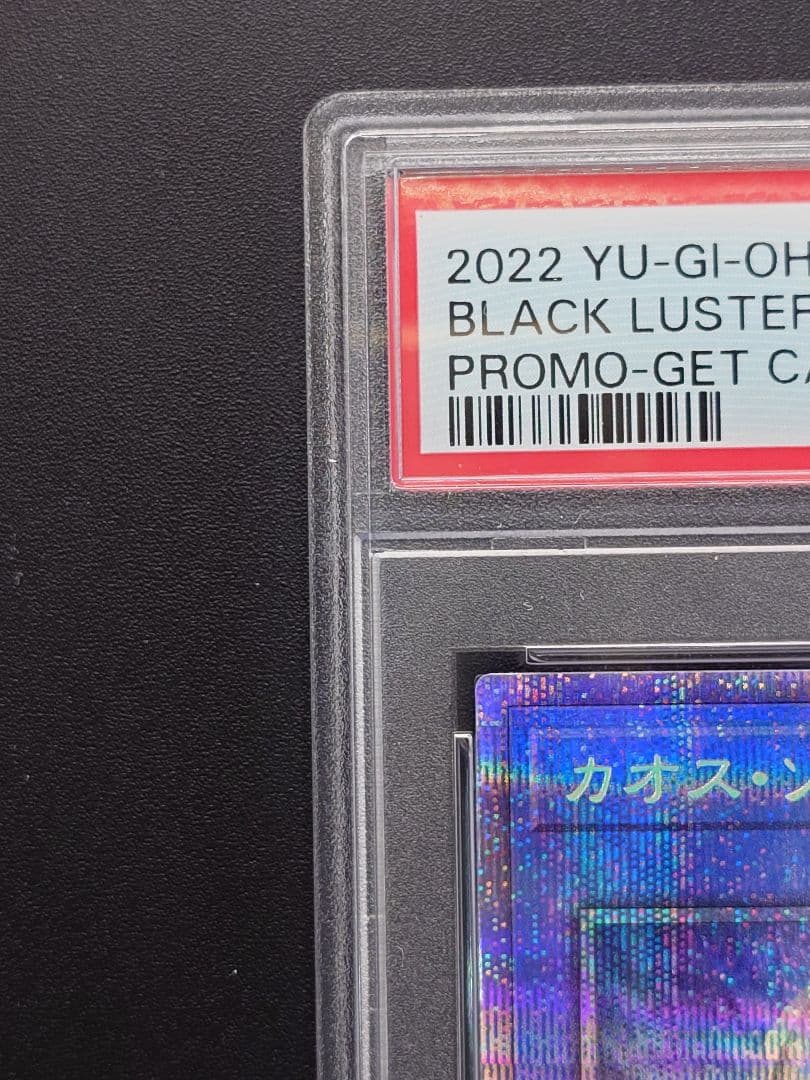 2022 YU-GI-OH
BLACK LUSTER
PROMO-GET CA
カオス・ソ